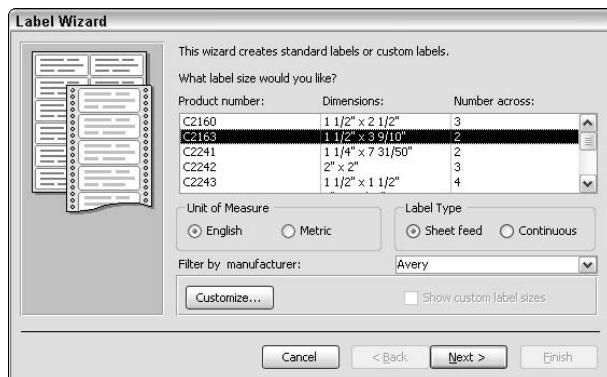 Label Wizard
This wizard creates standard labels or custom labels.
What label size would you like?
Product number: Dimensions: Number across:
C2160 1 1/2" x 2 1/2" 3
C2163 1 1/2" x 3 9/10" 2
C2241 1 1/4" x 7 31/50" 2
C2242 2" x 2" 3
C2243 1 1/2" x 1 1/2" 4
Unit of Measure Label Type
English Metric Sheet feed Continuous
Filter by manufacturer: Avery
Customize... Show custom label sizes
Cancel < Back Next > Finish